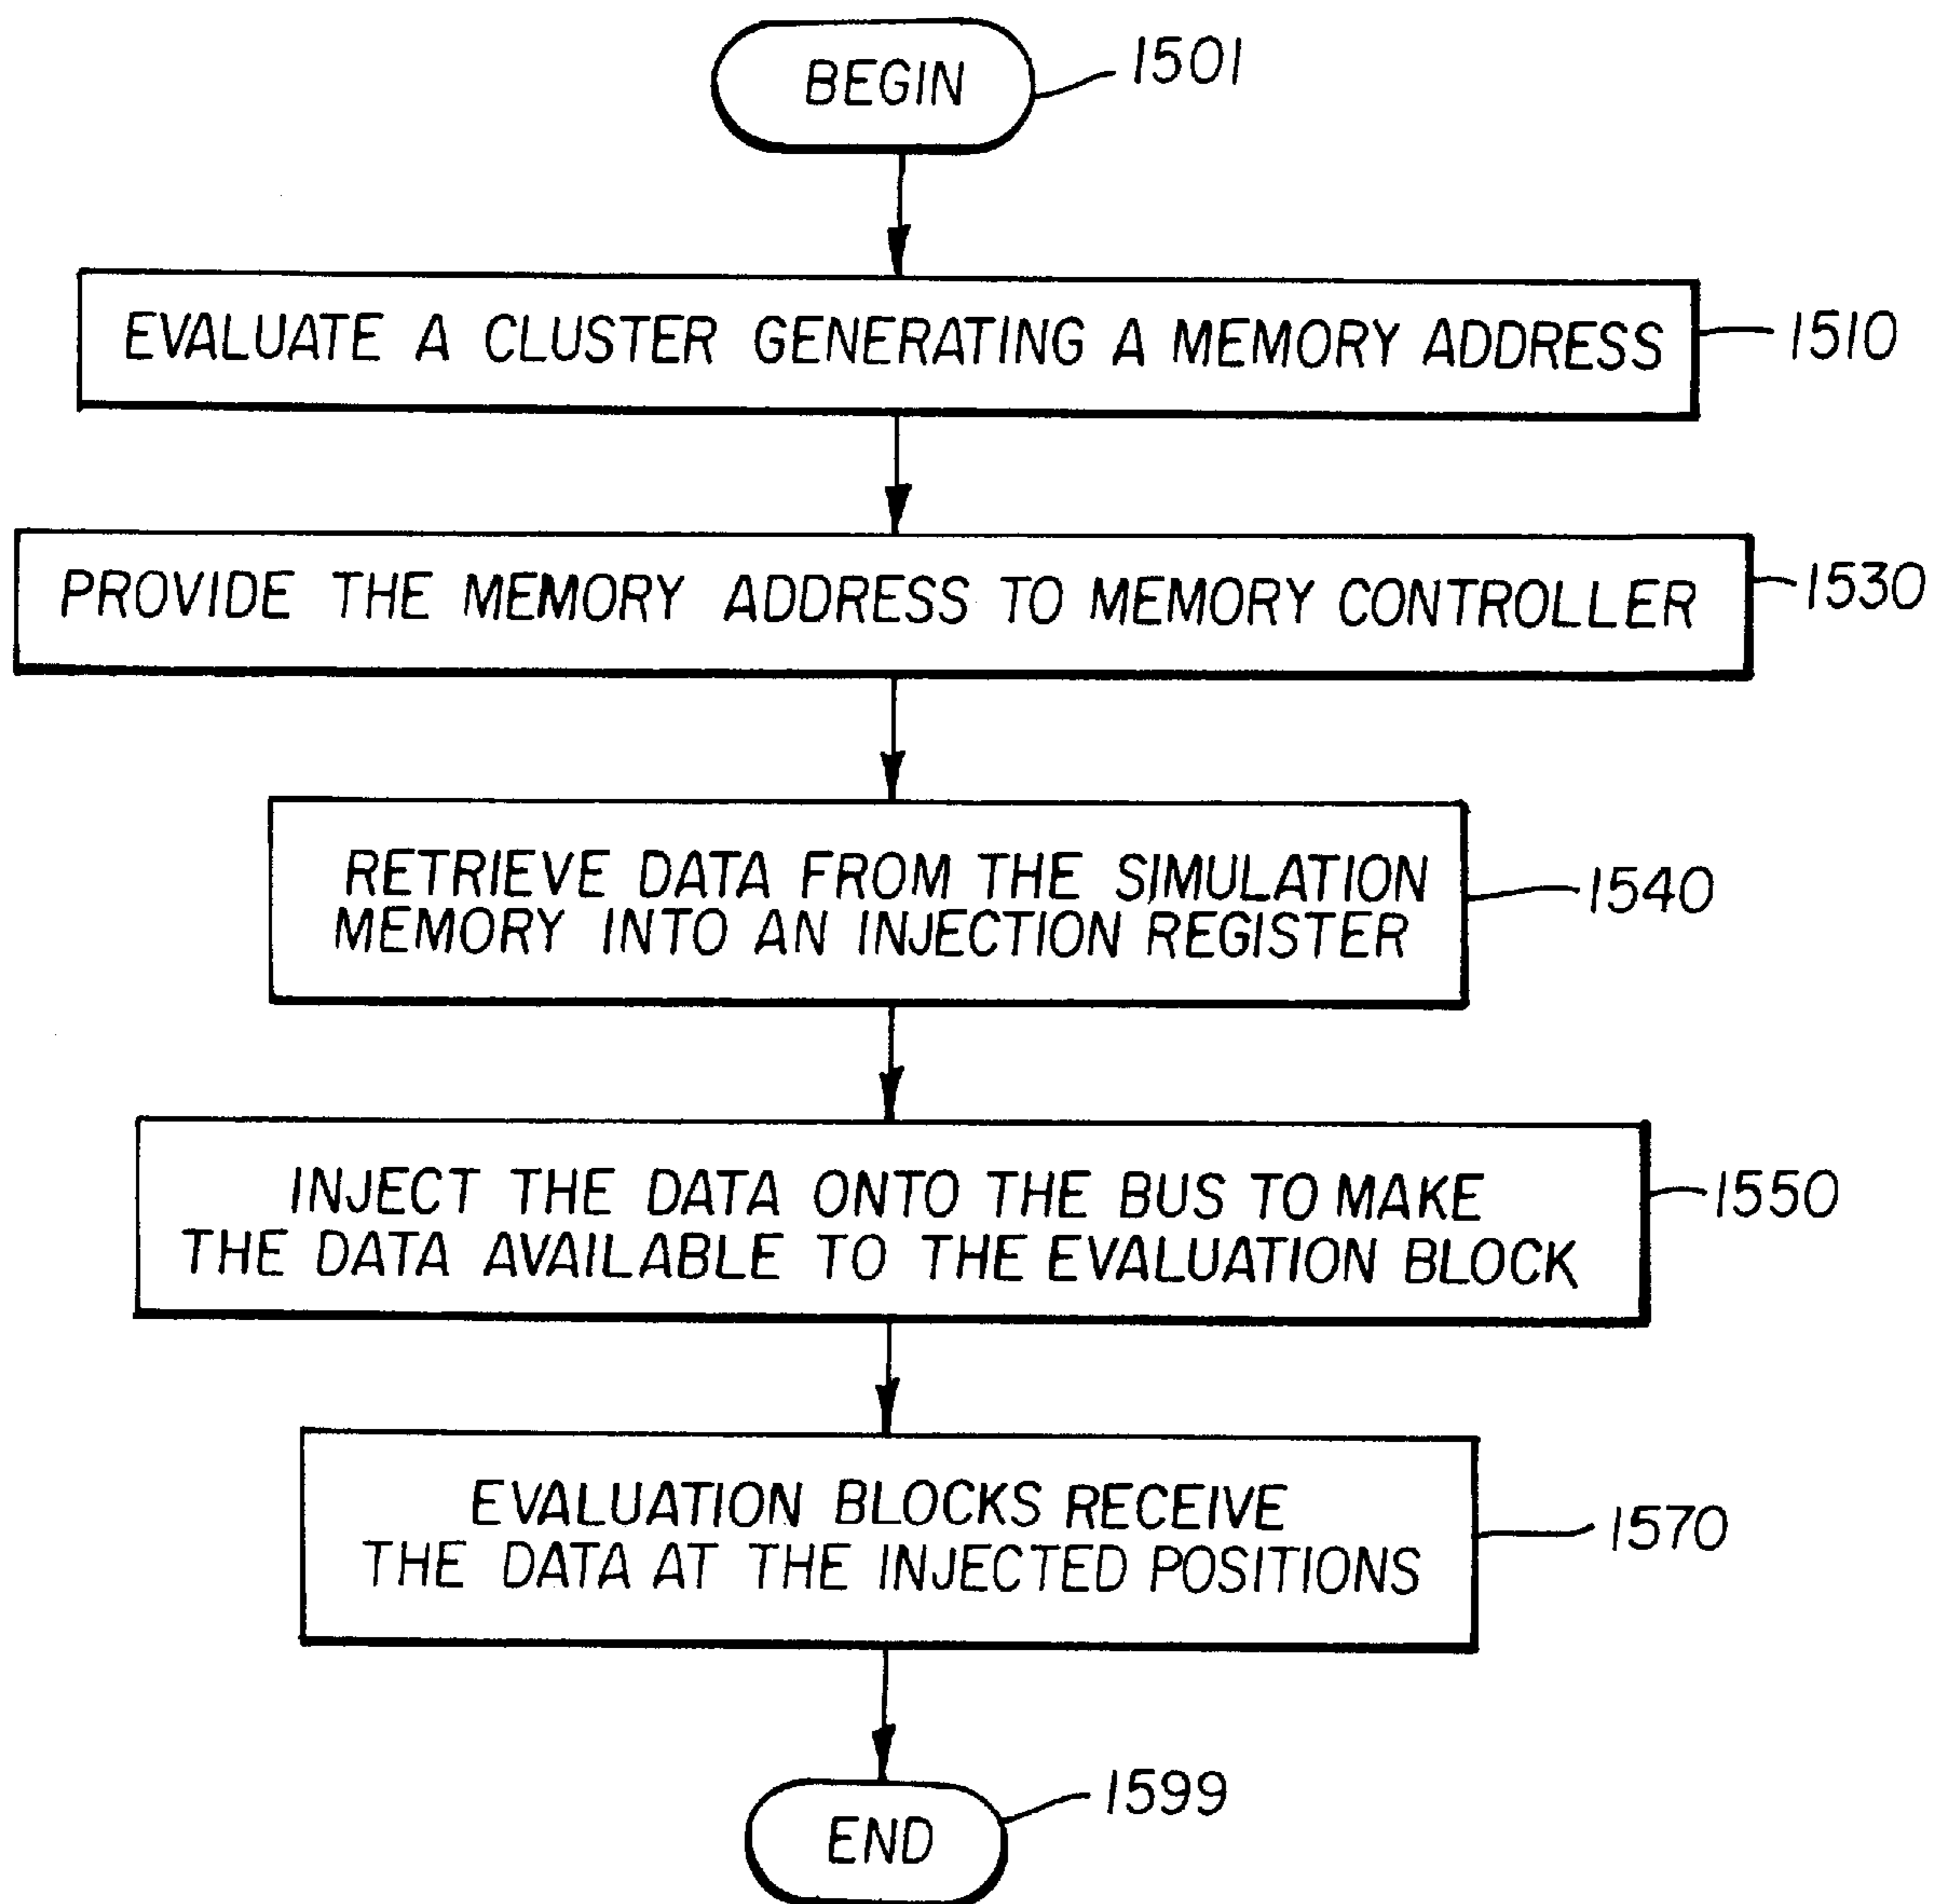 BEGIN
1501
EVALUATE A CLUSTER GENERATING A MEMORY ADDRESS
1510
PROVIDE THE MEMORY ADDRESS TO MEMORY CONTROLLER
1530
RETRIEVE DATA FROM THE SIMULATION
MEMORY INTO AN INJECTION REGISTER
1540
INJECT THE DATA ONTO THE BUS TO MAKE
THE DATA AVAILABLE TO THE EVALUATION BLOCK
1550
EVALUATION BLOCKS RECEIVE
THE DATA AT THE INJECTED POSITIONS
1570
END
1599